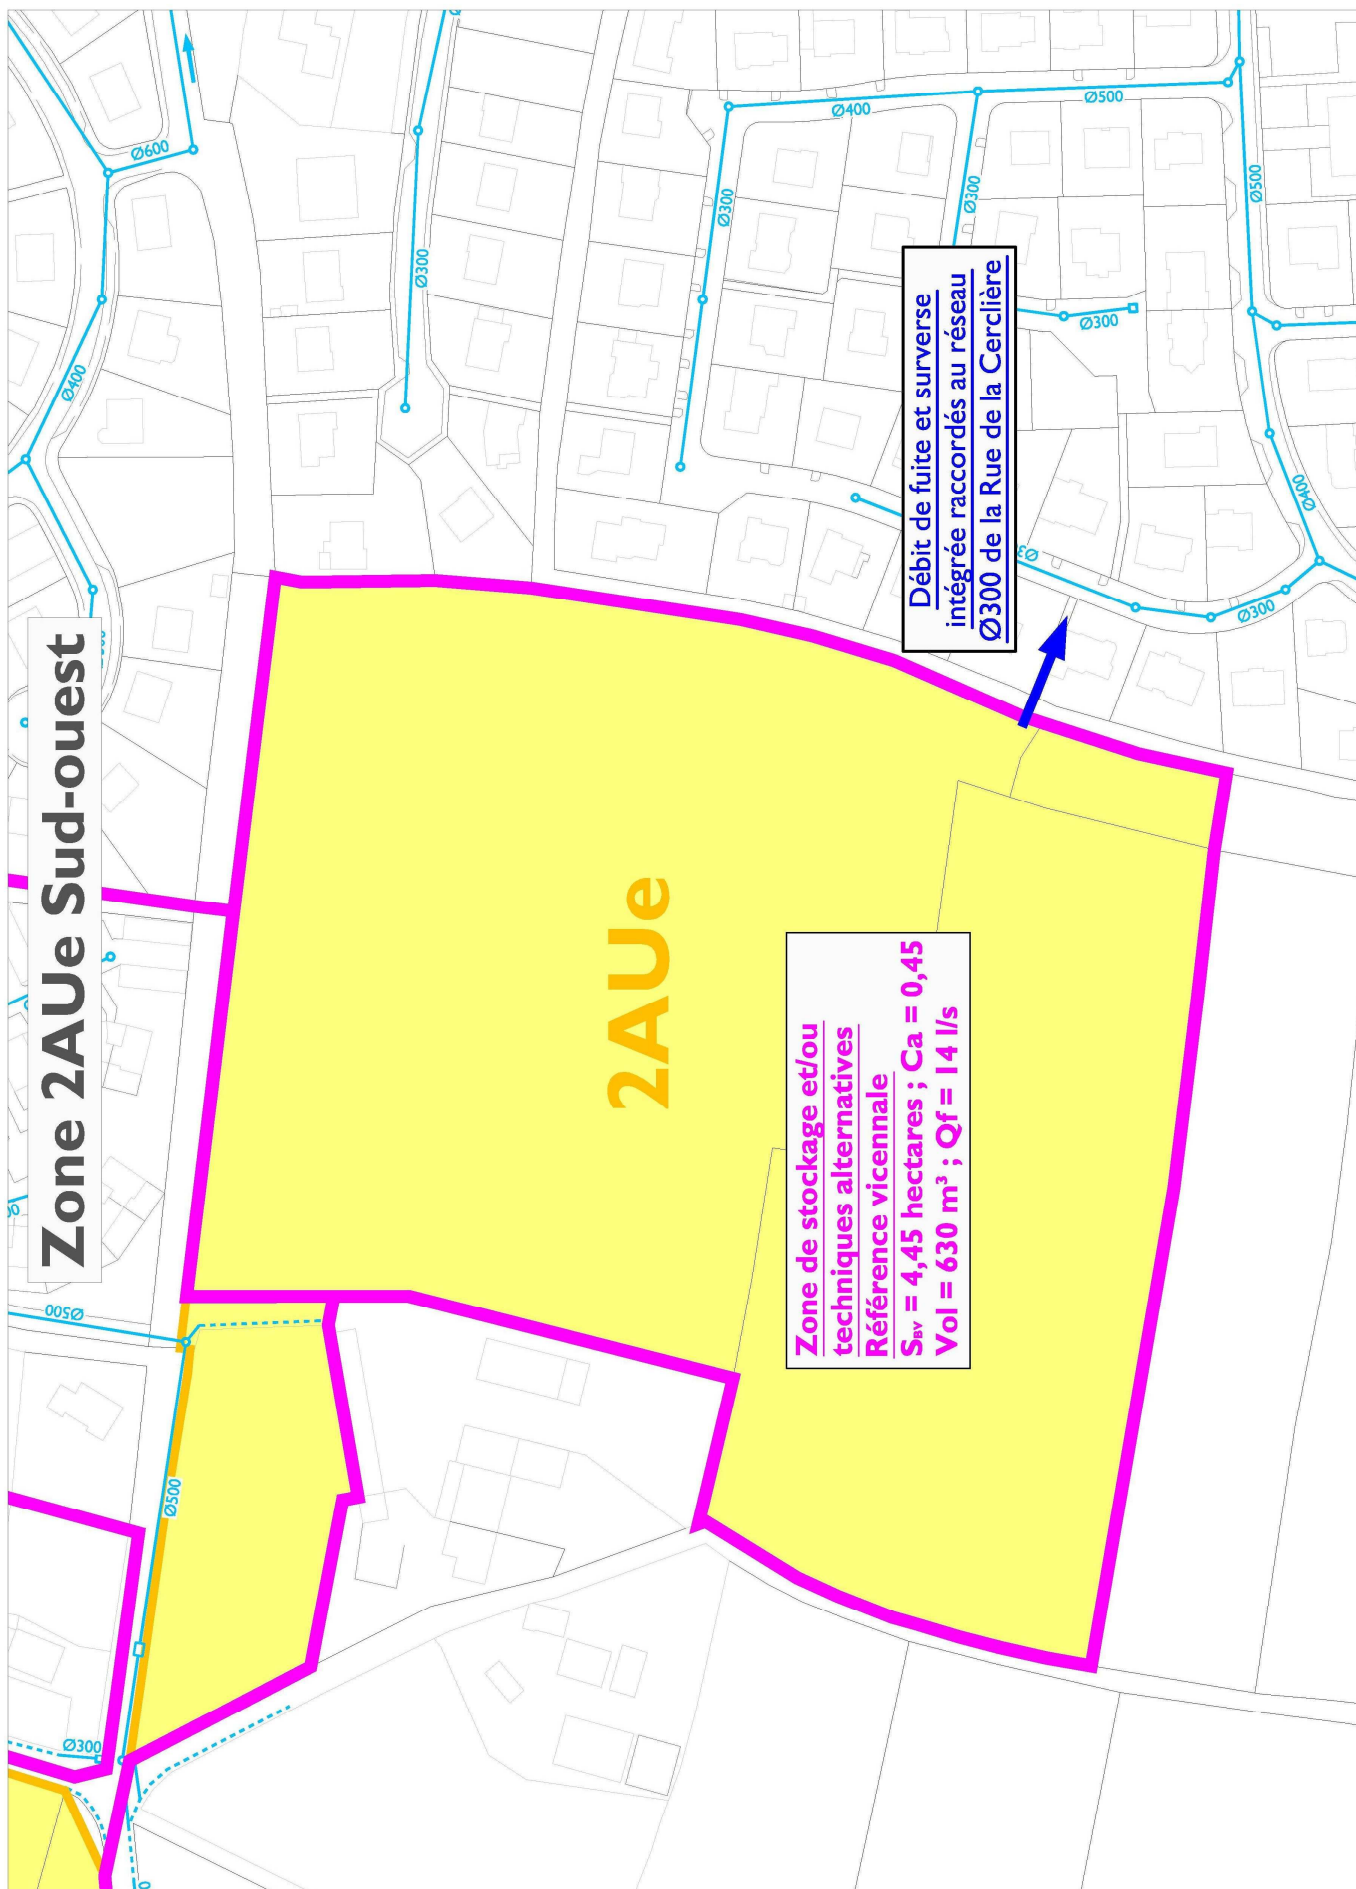 Zone 2AUe Sud-ouest
2AUe
Zone de stockage et/ou
techniques alternatives
Référence vicennale
SBV = 4,45 hectares ; Ca = 0,45
Vol = 630 m³ ; Qf = 14 l/s
Débit de fuite et surverse
intégrée raccordés au réseau
Ø300 de la Rue de la Cerclière
Ø600
Ø400
Ø300
Ø300
Ø400
Ø500
Ø300
Ø300
Ø500
Ø400
Ø300
Ø3
Ø500
Ø500
Ø300